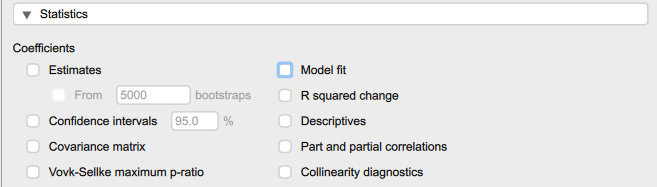 Statistics
Coefficients
Estimates
From 5000 bootstraps
Confidence intervals 95.0 %
Covariance matrix
Vovk-Sellke maximum p-ratio
Model fit
R squared change
Descriptives
Part and partial correlations
Collinearity diagnostics